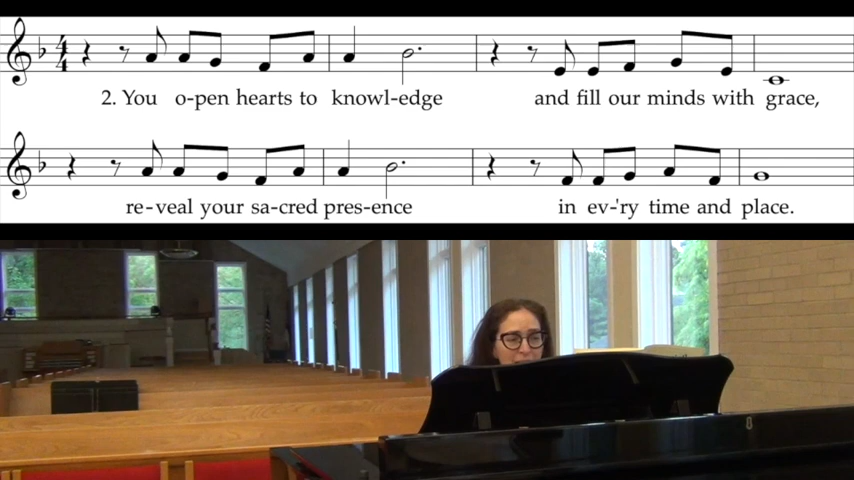 2. You o-pen hearts to knowl-edge and fill our minds with grace,
re-veal your sa-cred pres-ence in ev-'ry time and place.